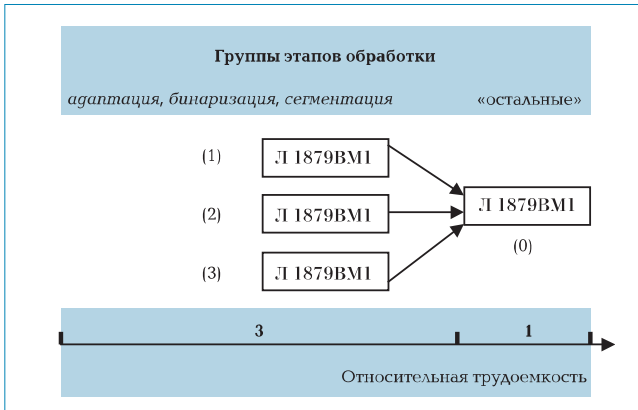 Группы этапов обработки
адаптация, бинаризация, сегментация «остальные»
(1) Л 1879ВМ1
Л 1879ВМ1
(2) Л 1879ВМ1
(0)
(3) Л 1879ВМ1
3 1
Относительная трудоемкость